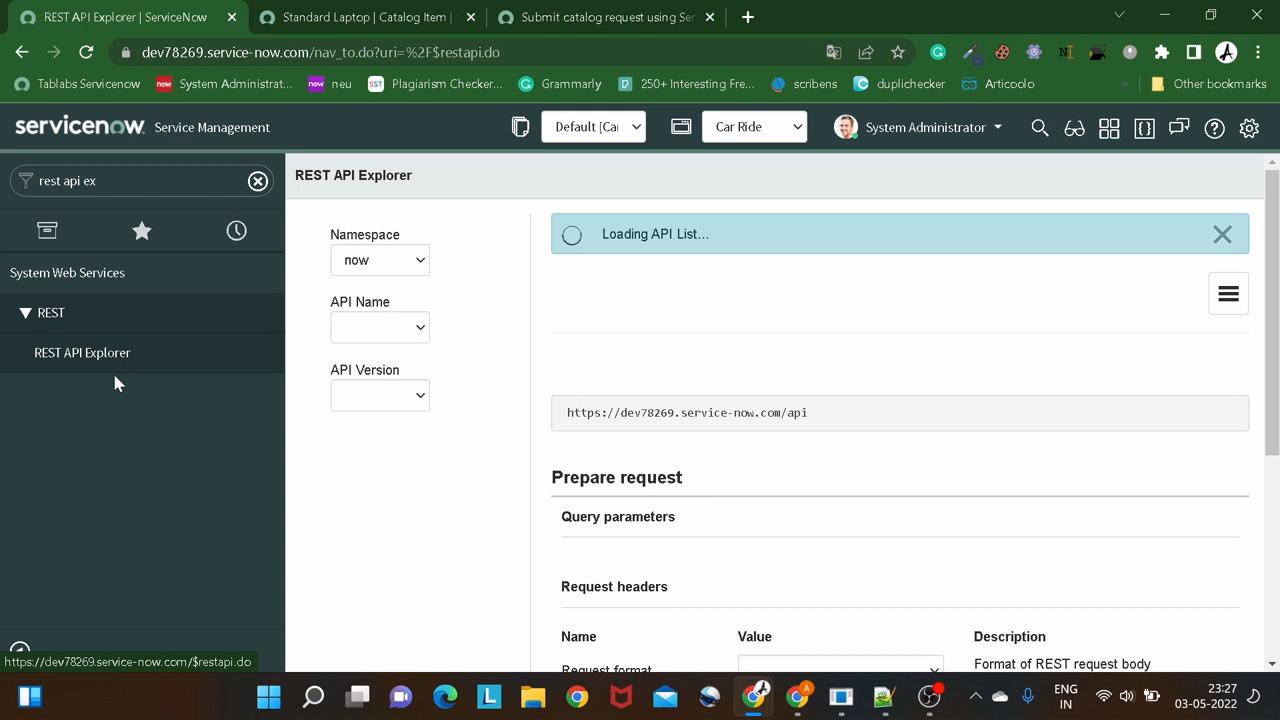 REST API Explorer | ServiceNow
Standard Laptop | Catalog Item |
Submit catalog request using Ser
dev78269.service-now.com/nav_to.do?uri=%2F$restapi.do
Tablabs Servicenow
now
System Administrat...
now
neu
SST
Plagiarism Checker...
Grammarly
250+ Interesting Fre...
scribens
duplichecker
Articoolo
»
Other bookmarks
servicenow
Service Management
Default [Ca
Car Ride
System Administrator
rest api ex
System Web Services
REST
REST API Explorer
https://dev78269.service-now.com/$restapi.do
REST API Explorer
Namespace
now
API Name
API Version
Loading API List...
https://dev78269.service-now.com/api
Prepare request
Query parameters
Request headers
Name Value Description
Request format
Format of REST request body
ENG
IN
23:27
03-05-2022